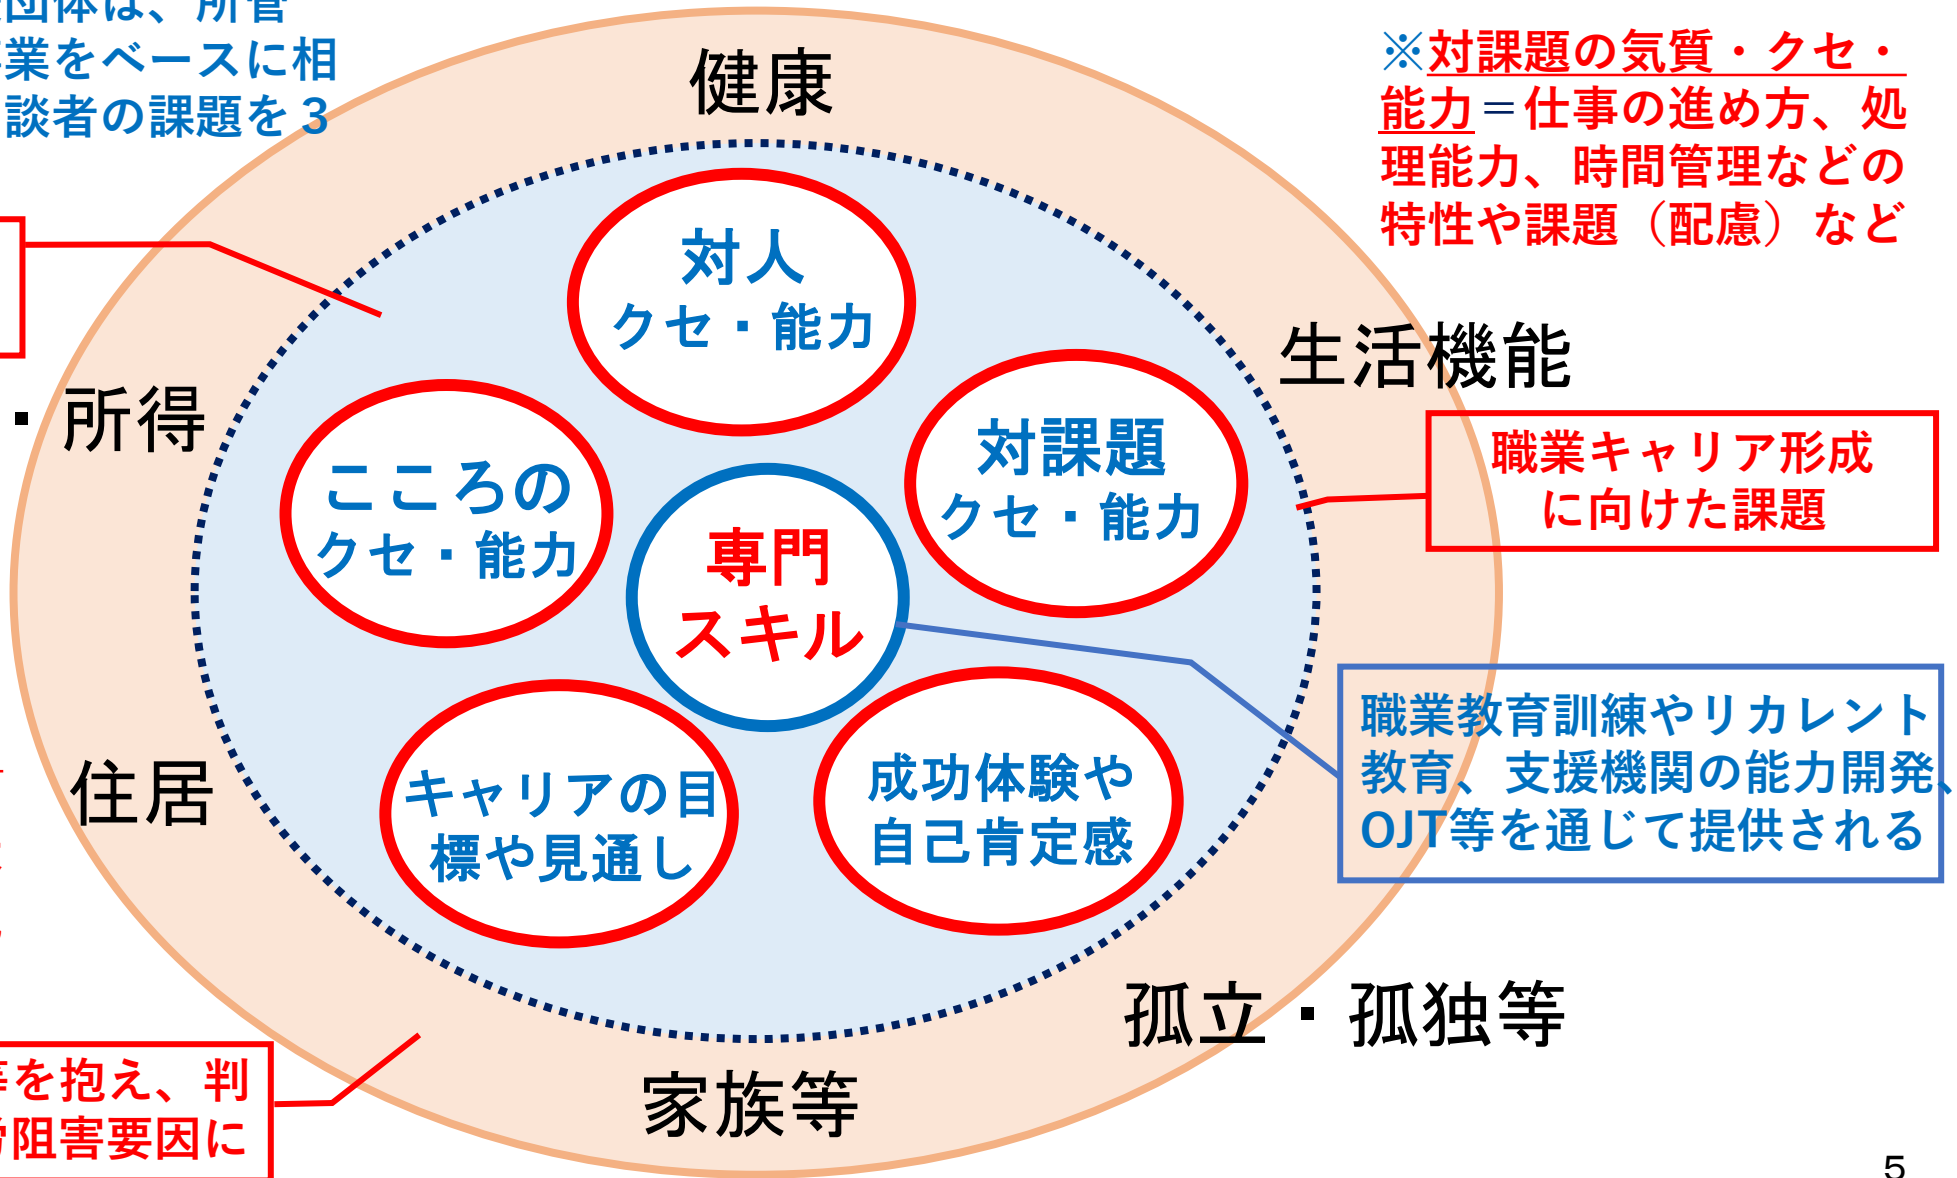 団体は、所管
業をベースに相
談者の課題を3
健康
※対課題の気質・クセ・
能力＝仕事の進め方、処
理能力、時間管理などの
特性や課題（配慮）など
対人
クセ・能力
生活機能
・所得
対課題
クセ・能力
職業キャリア形成
に向けた課題
こころの
クセ・能力
専門
スキル
職業教育訓練やリカレント
教育、支援機関の能力開発、
OJT等を通じて提供される
住居
キャリアの目
標や見通し
成功体験や
自己肯定感
孤立・孤独等
等を抱え、判
阻害要因に
家族等
5